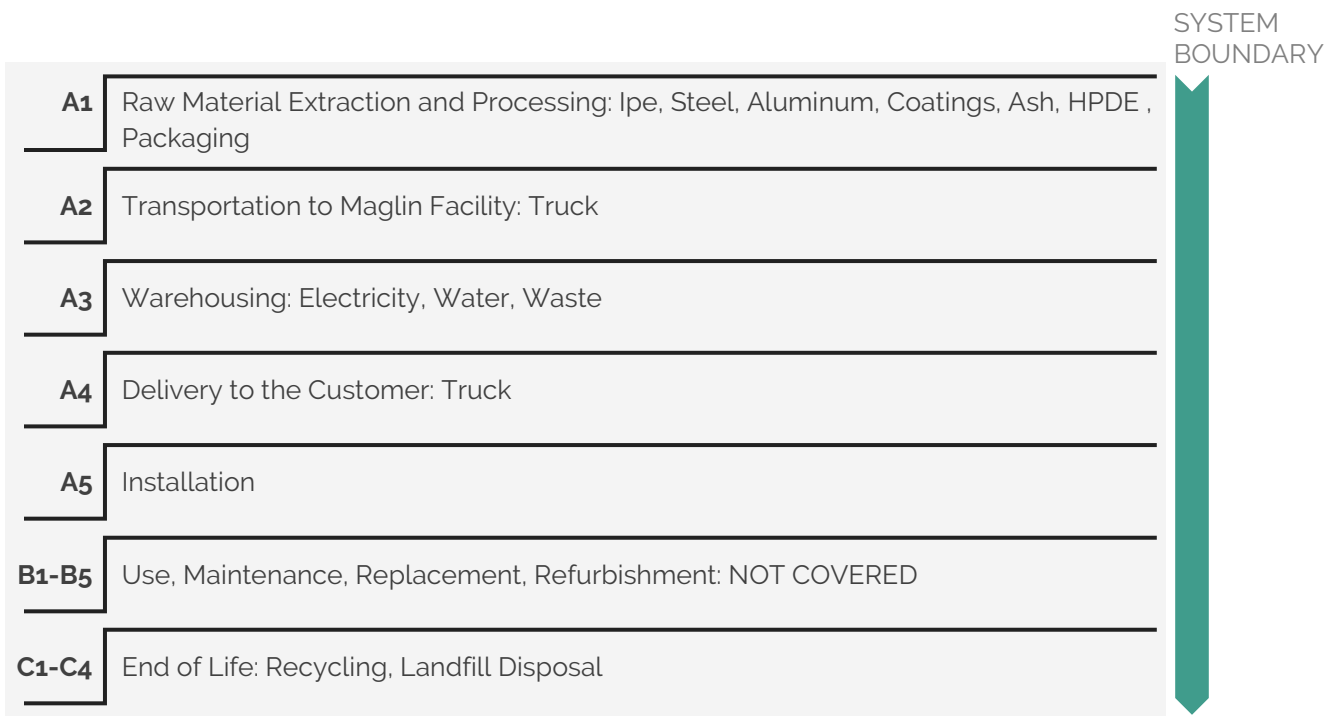 SYSTEM
BOUNDARY
A1 Raw Material Extraction and Processing: Ipe, Steel, Aluminum, Coatings, Ash, HPDE ,
Packaging
A2 Transportation to Maglin Facility: Truck
A3 Warehousing: Electricity, Water, Waste
A4 Delivery to the Customer: Truck
A5 Installation
B1-B5 Use, Maintenance, Replacement, Refurbishment: NOT COVERED
C1-C4 End of Life: Recycling, Landfill Disposal